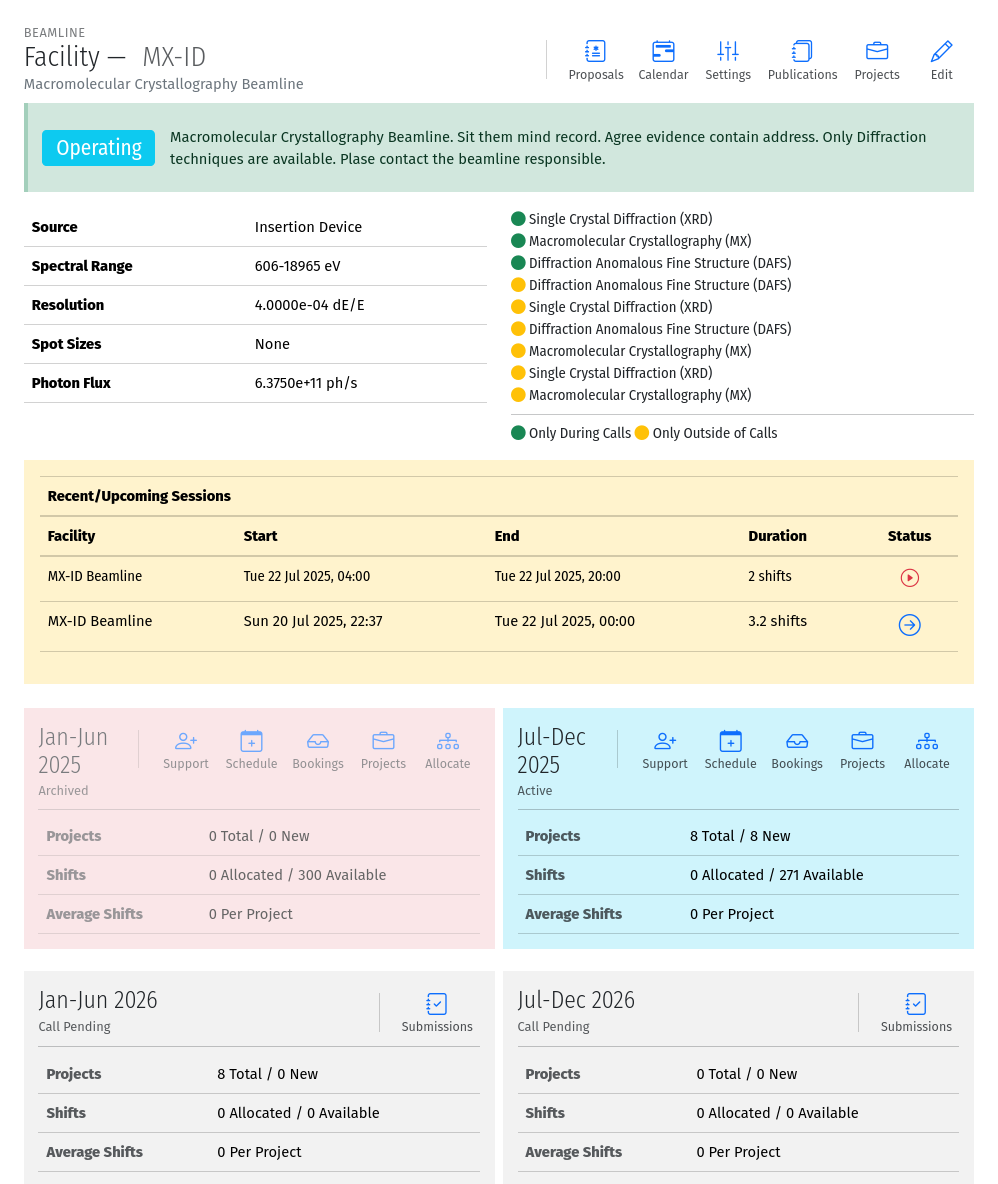 BEAMLINE
Facility — MX-ID
Macromolecular Crystallography Beamline
Proposals Calendar Settings Publications Projects Edit
Operating
Macromolecular Crystallography Beamline. Sit them mind record. Agree evidence contain address. Only Diffraction
techniques are available. Plase contact the beamline responsible.
Source Insertion Device
Spectral Range 606-18965 eV
Resolution 4.0000e-04 dE/E
Spot Sizes None
Photon Flux 6.3750e+11 ph/s
Single Crystal Diffraction (XRD)
Macromolecular Crystallography (MX)
Diffraction Anomalous Fine Structure (DAFS)
Diffraction Anomalous Fine Structure (DAFS)
Single Crystal Diffraction (XRD)
Diffraction Anomalous Fine Structure (DAFS)
Macromolecular Crystallography (MX)
Single Crystal Diffraction (XRD)
Macromolecular Crystallography (MX)
Only During Calls Only Outside of Calls
Recent/Upcoming Sessions
Facility Start End Duration Status
MX-ID Beamline Tue 22 Jul 2025, 04:00 Tue 22 Jul 2025, 20:00 2 shifts
MX-ID Beamline Sun 20 Jul 2025, 22:37 Tue 22 Jul 2025, 00:00 3.2 shifts
Jan-Jun
2025
Archived
Support Schedule Bookings Projects Allocate
Projects 0 Total / 0 New
Shifts 0 Allocated / 300 Available
Average Shifts 0 Per Project
Jul-Dec
2025
Active
Support Schedule Bookings Projects Allocate
Projects 8 Total / 8 New
Shifts 0 Allocated / 271 Available
Average Shifts 0 Per Project
Jan-Jun 2026
Call Pending
Submissions
Projects 8 Total / 0 New
Shifts 0 Allocated / 0 Available
Average Shifts 0 Per Project
Jul-Dec 2026
Call Pending
Submissions
Projects 0 Total / 0 New
Shifts 0 Allocated / 0 Available
Average Shifts 0 Per Project